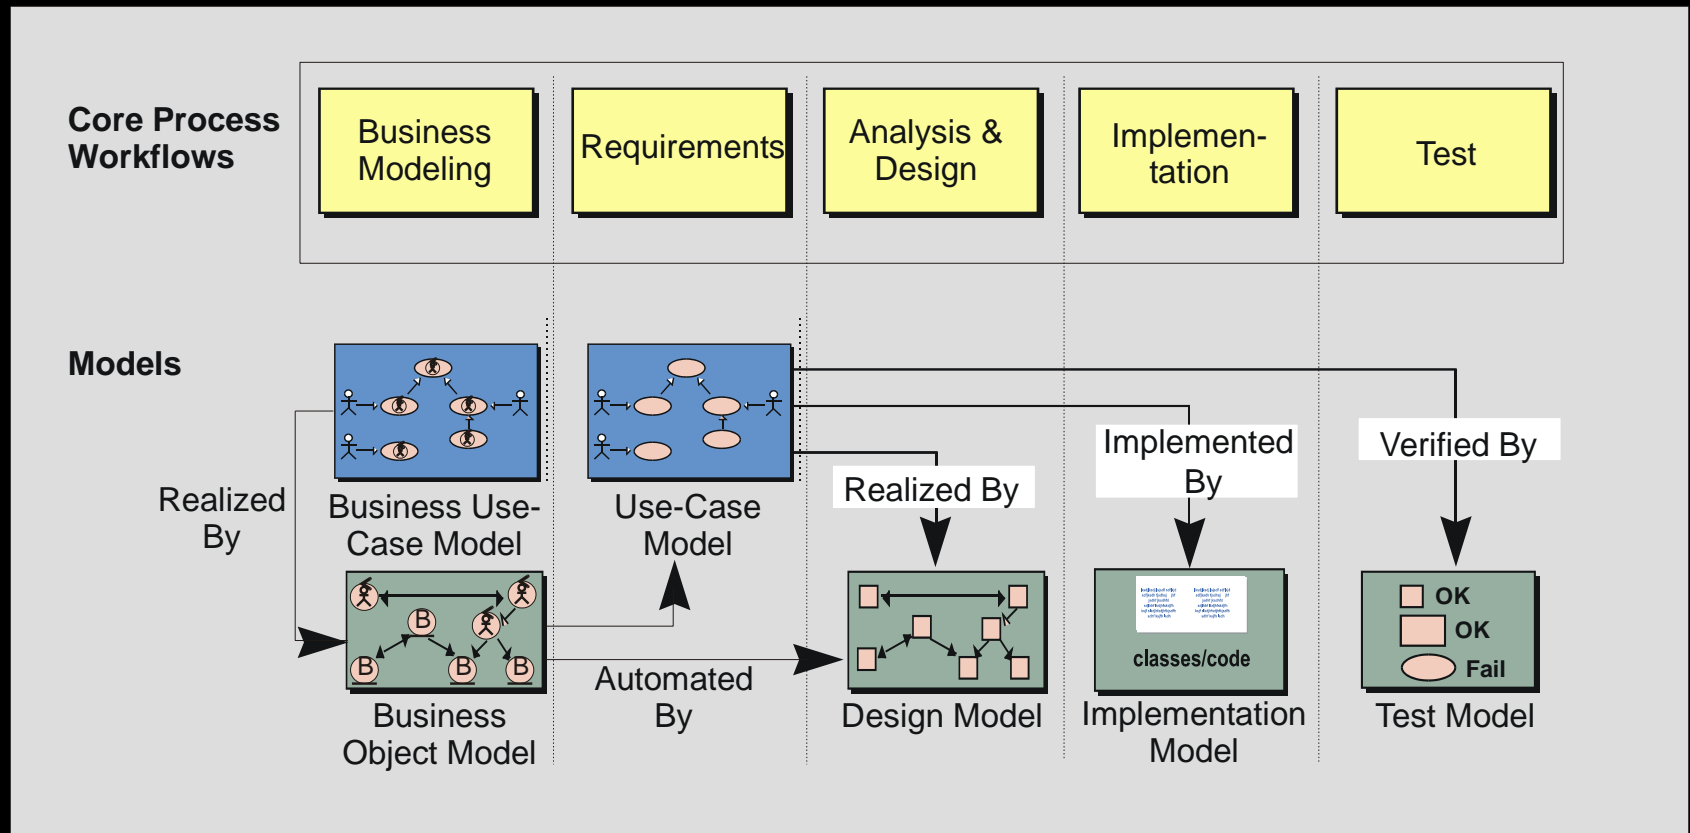 Core Process
Workflows
Business
Modeling
Requirements
Analysis &
Design
Implemen-
tation
Test
Models
Realized
By
Business Use-
Case Model
Use-Case
Model
Realized By
Implemented
By
Verified By
B
B
B
B
Business
Object Model
Automated
By
Design Model
classes/code
Implementation
Model
OK
OK
Fail
Test Model